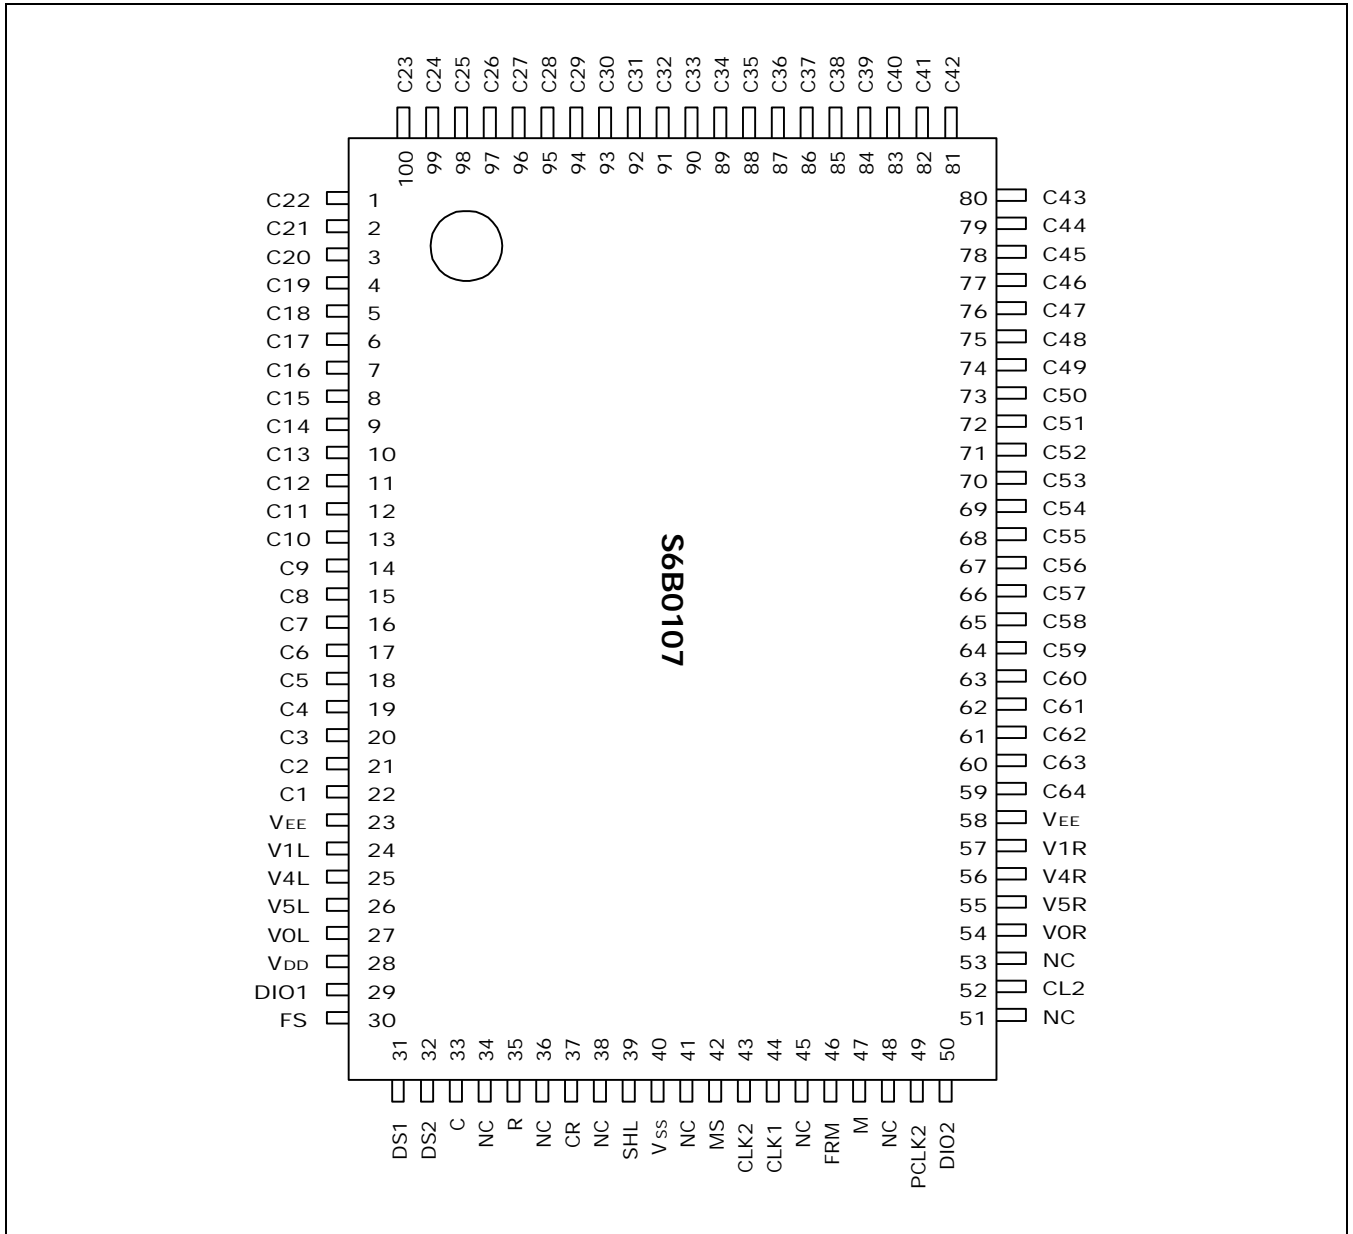 C23 C24 C25 C26 C27 C28 C29 C30 C31 C32 C33 C34 C35 C36 C37 C38 C39 C40 C41 C42
100 99 98 97 96 95 94 93 92 91 90 89 88 87 86 85 84 83 82 81
C22 1 80 C43
C21 2 79 C44
C20 3 78 C45
C19 4 77 C46
C18 5 76 C47
C17 6 75 C48
C16 7 74 C49
C15 8 73 C50
C14 9 72 C51
C13 10 71 C52
C12 11 70 C53
C11 12 69 C54
C10 13 68 C55
C9 14 67 C56
C8 15 66 C57
C7 16 65 C58
C6 17 64 C59
C5 18 63 C60
C4 19 62 C61
C3 20 61 C62
C2 21 60 C63
C1 22 59 C64
VEE 23 58 VEE
V1L 24 57 V1R
V4L 25 56 V4R
V5L 26 55 V5R
V0L 27 54 V0R
VDD 28 53 NC
DIO1 29 52 CL2
FS 30 51 NC
S6B0107
31 32 33 34 35 36 37 38 39 40 41 42 43 44 45 46 47 48 49 50
DS1 DS2 C NC R NC CR NC SHL VSS NC MS CLK2 CLK1 NC FRM M NC PCLK2 DIO2